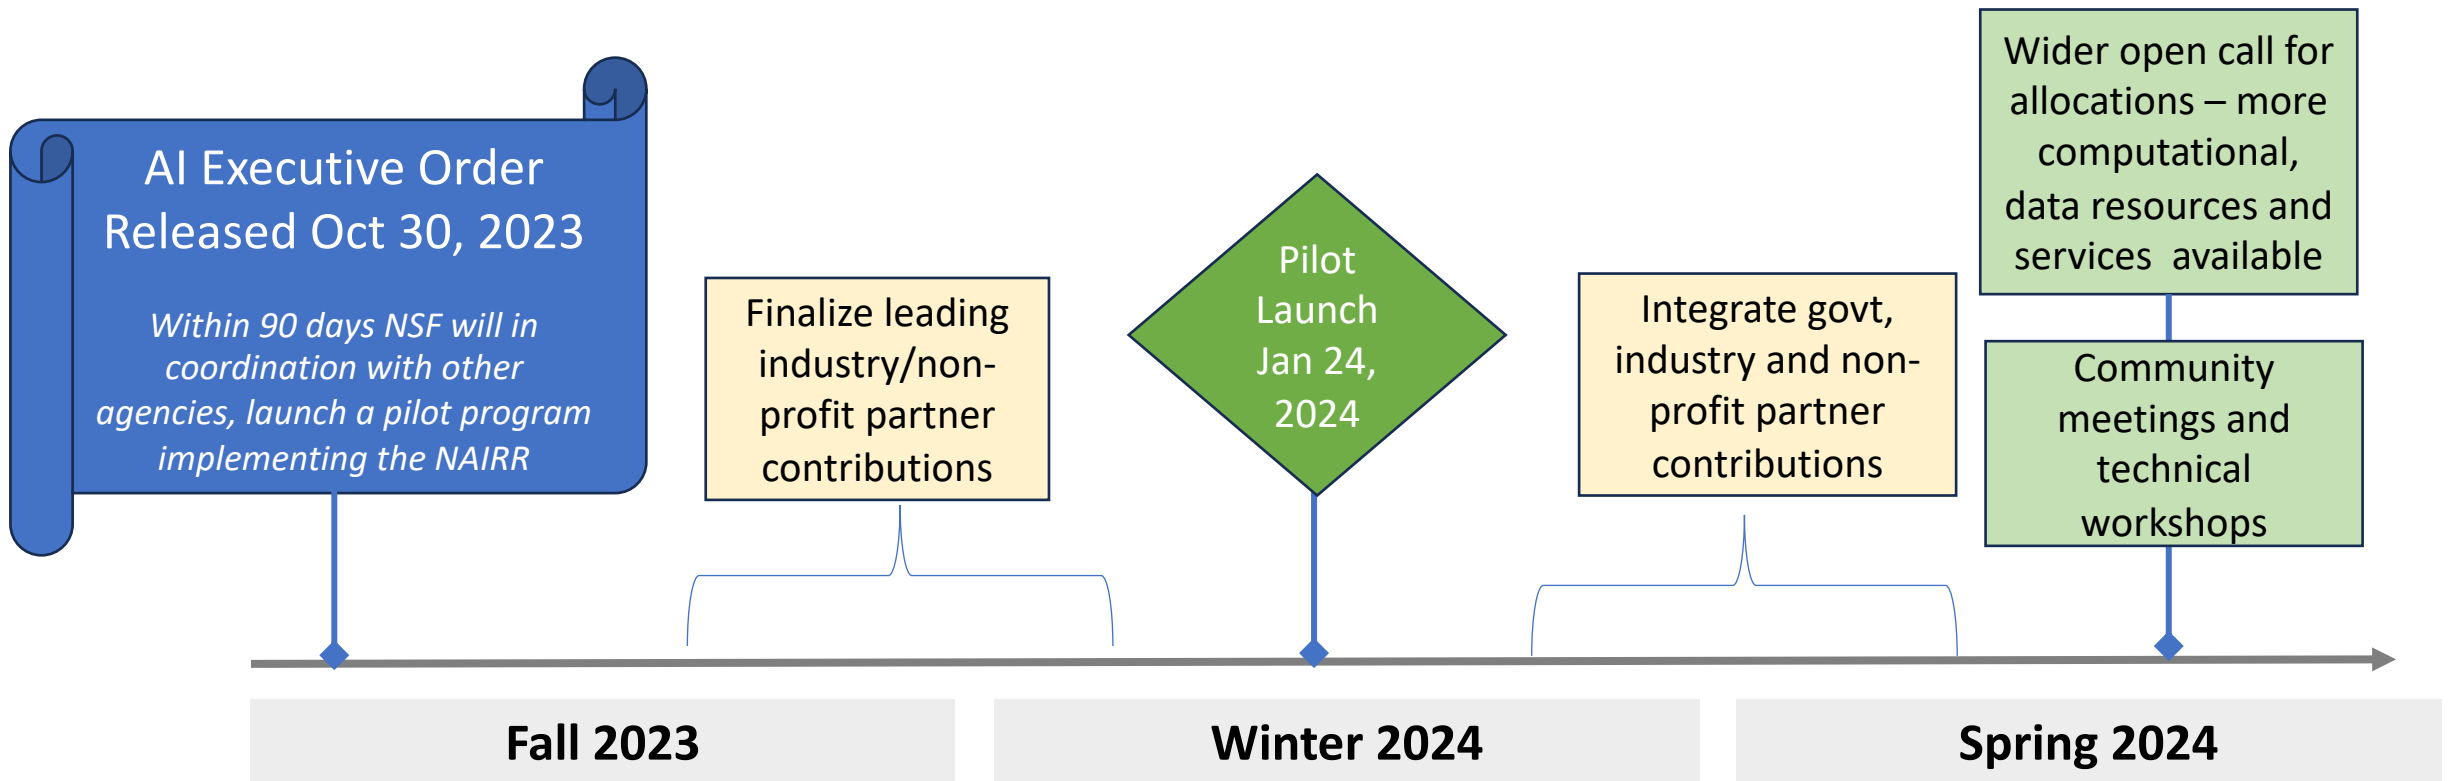 AI Executive Order
Released Oct 30, 2023
Within 90 days NSF will in
coordination with other
agencies, launch a pilot program
implementing the NAIRR
Finalize leading
industry/non-
profit partner
contributions
Pilot
Launch
Jan 24,
2024
Integrate govt,
industry and non-
profit partner
contributions
Wider open call for
allocations – more
computational,
data resources and
services  available
Community
meetings and
technical
workshops
Fall 2023
Winter 2024
Spring 2024